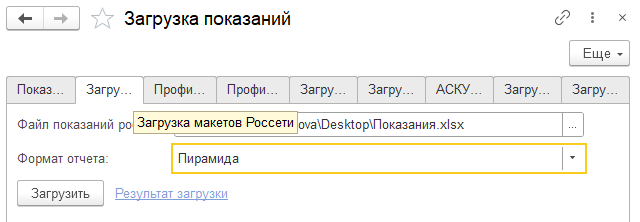 Загрузка показаний
Еще
Показ... Загру... Профи... Профи... Загру... Загру... АСКУ... Загру... Загру...
Файл показаний ро Загрузка макетов Россети ova\Desktop\Показания.xlsx ...
Формат отчета: Пирамида
Загрузить Результат загрузки